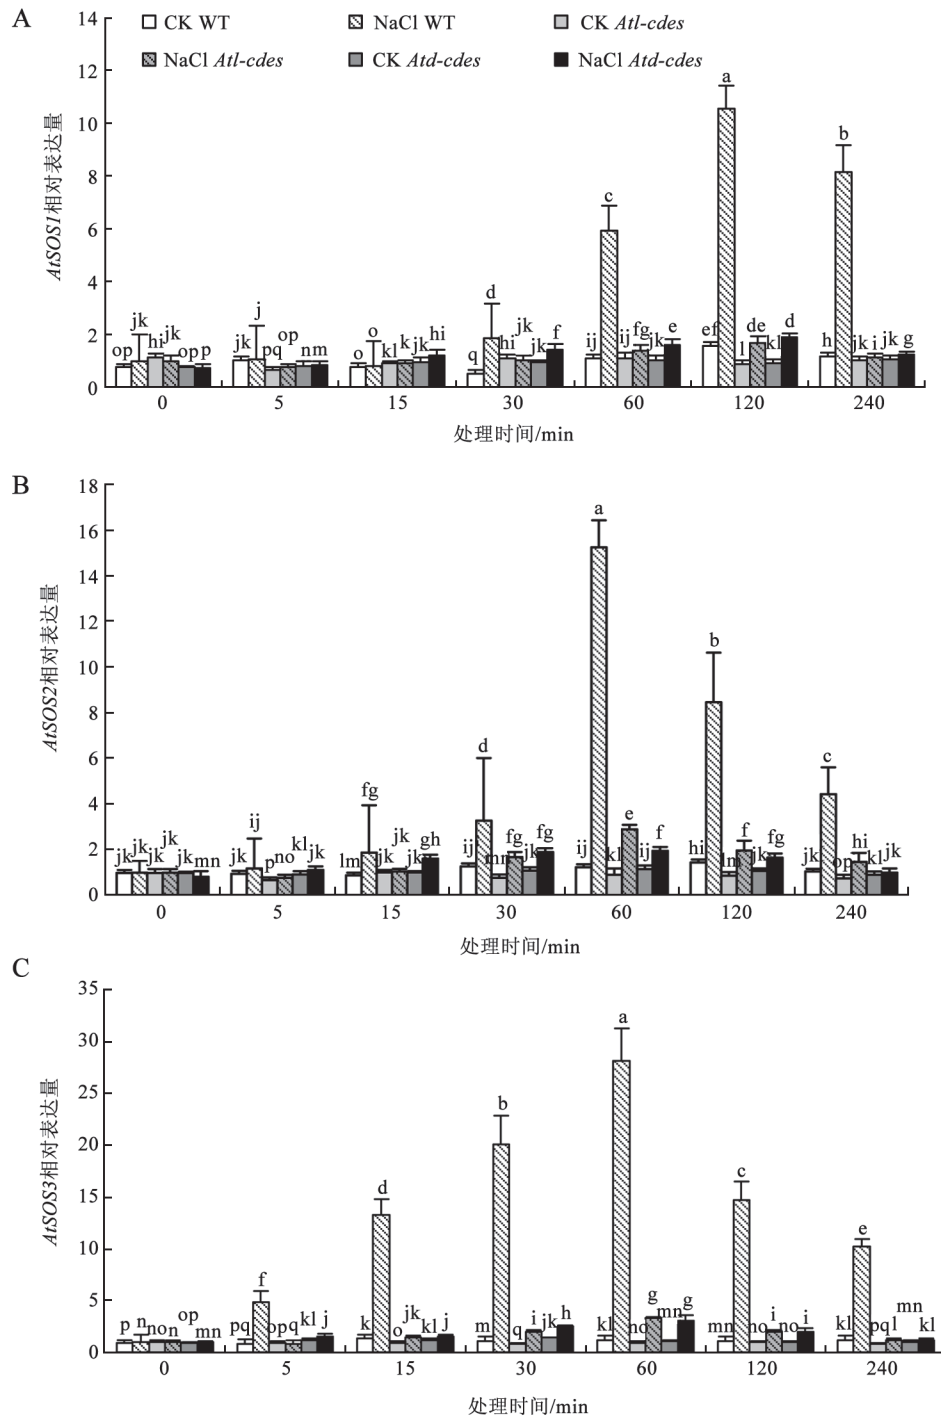 A
CK WT NaCl WT CK Atl-cdes
NaCl Atl-cdes CK Atd-cdes NaCl Atd-cdes
AtSOS1相对表达量
14
12
10
8
6
4
2
0
op jk hi jk op p
jk j pq op n m
o o kl k jk hi
q d hi jk jk f
ij c ij fg jk e
ef a l de kl d
h b jk i jk g
0 5 15 30 60 120 240
处理时间/min
B
AtSOS2相对表达量
18
16
14
12
10
8
6
4
2
0
jk jk jk jk jk mn
jk ij p no kl jk
lm fg jk jk jk gh
ij d mn fg jk fg
ij a kl e ij f
hi b lm f jk fg
jk c op hi kl jk
0 5 15 30 60 120 240
处理时间/min
C
AtSOS3相对表达量
35
30
25
20
15
10
5
0
p n no n op mn
pq f op q kl j
k d o jk kl j
m b q i jk h
kl a no g mn g
mn c no i no i
kl e pq l mn kl
0 5 15 30 60 120 240
处理时间/min